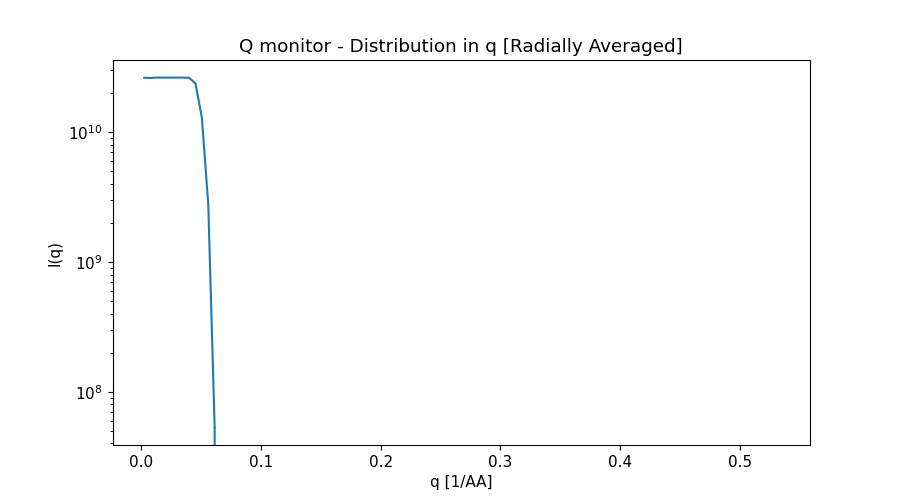 Q monitor - Distribution in q [Radially Averaged]
I(q)
10^10
10^9
10^8
0.0 0.1 0.2 0.3 0.4 0.5
q [1/AA]